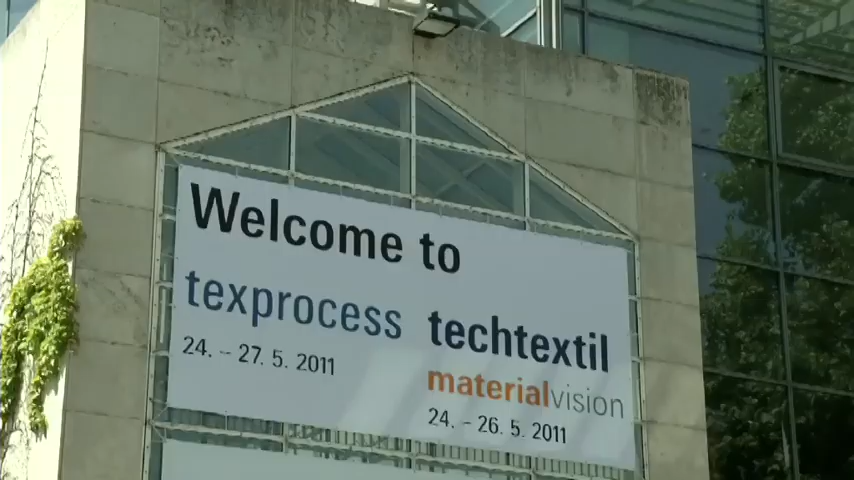 Welcome to
texprocess
24. – 27. 5. 2011
techtextil
materialvision
24. – 26. 5. 2011